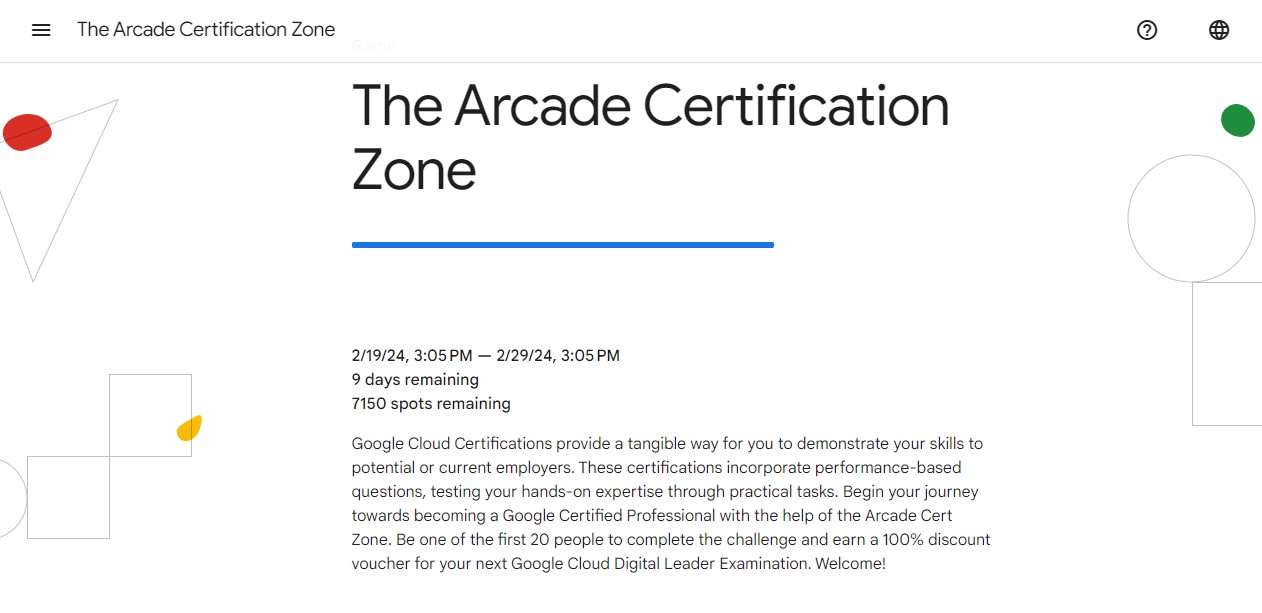 The Arcade Certification Zone
Game
The Arcade Certification
Zone
2/19/24, 3:05 PM — 2/29/24, 3:05 PM
9 days remaining
7150 spots remaining
Google Cloud Certifications provide a tangible way for you to demonstrate your skills to
potential or current employers. These certifications incorporate performance-based
questions, testing your hands-on expertise through practical tasks. Begin your journey
towards becoming a Google Certified Professional with the help of the Arcade Cert
Zone. Be one of the first 20 people to complete the challenge and earn a 100% discount
voucher for your next Google Cloud Digital Leader Examination. Welcome!